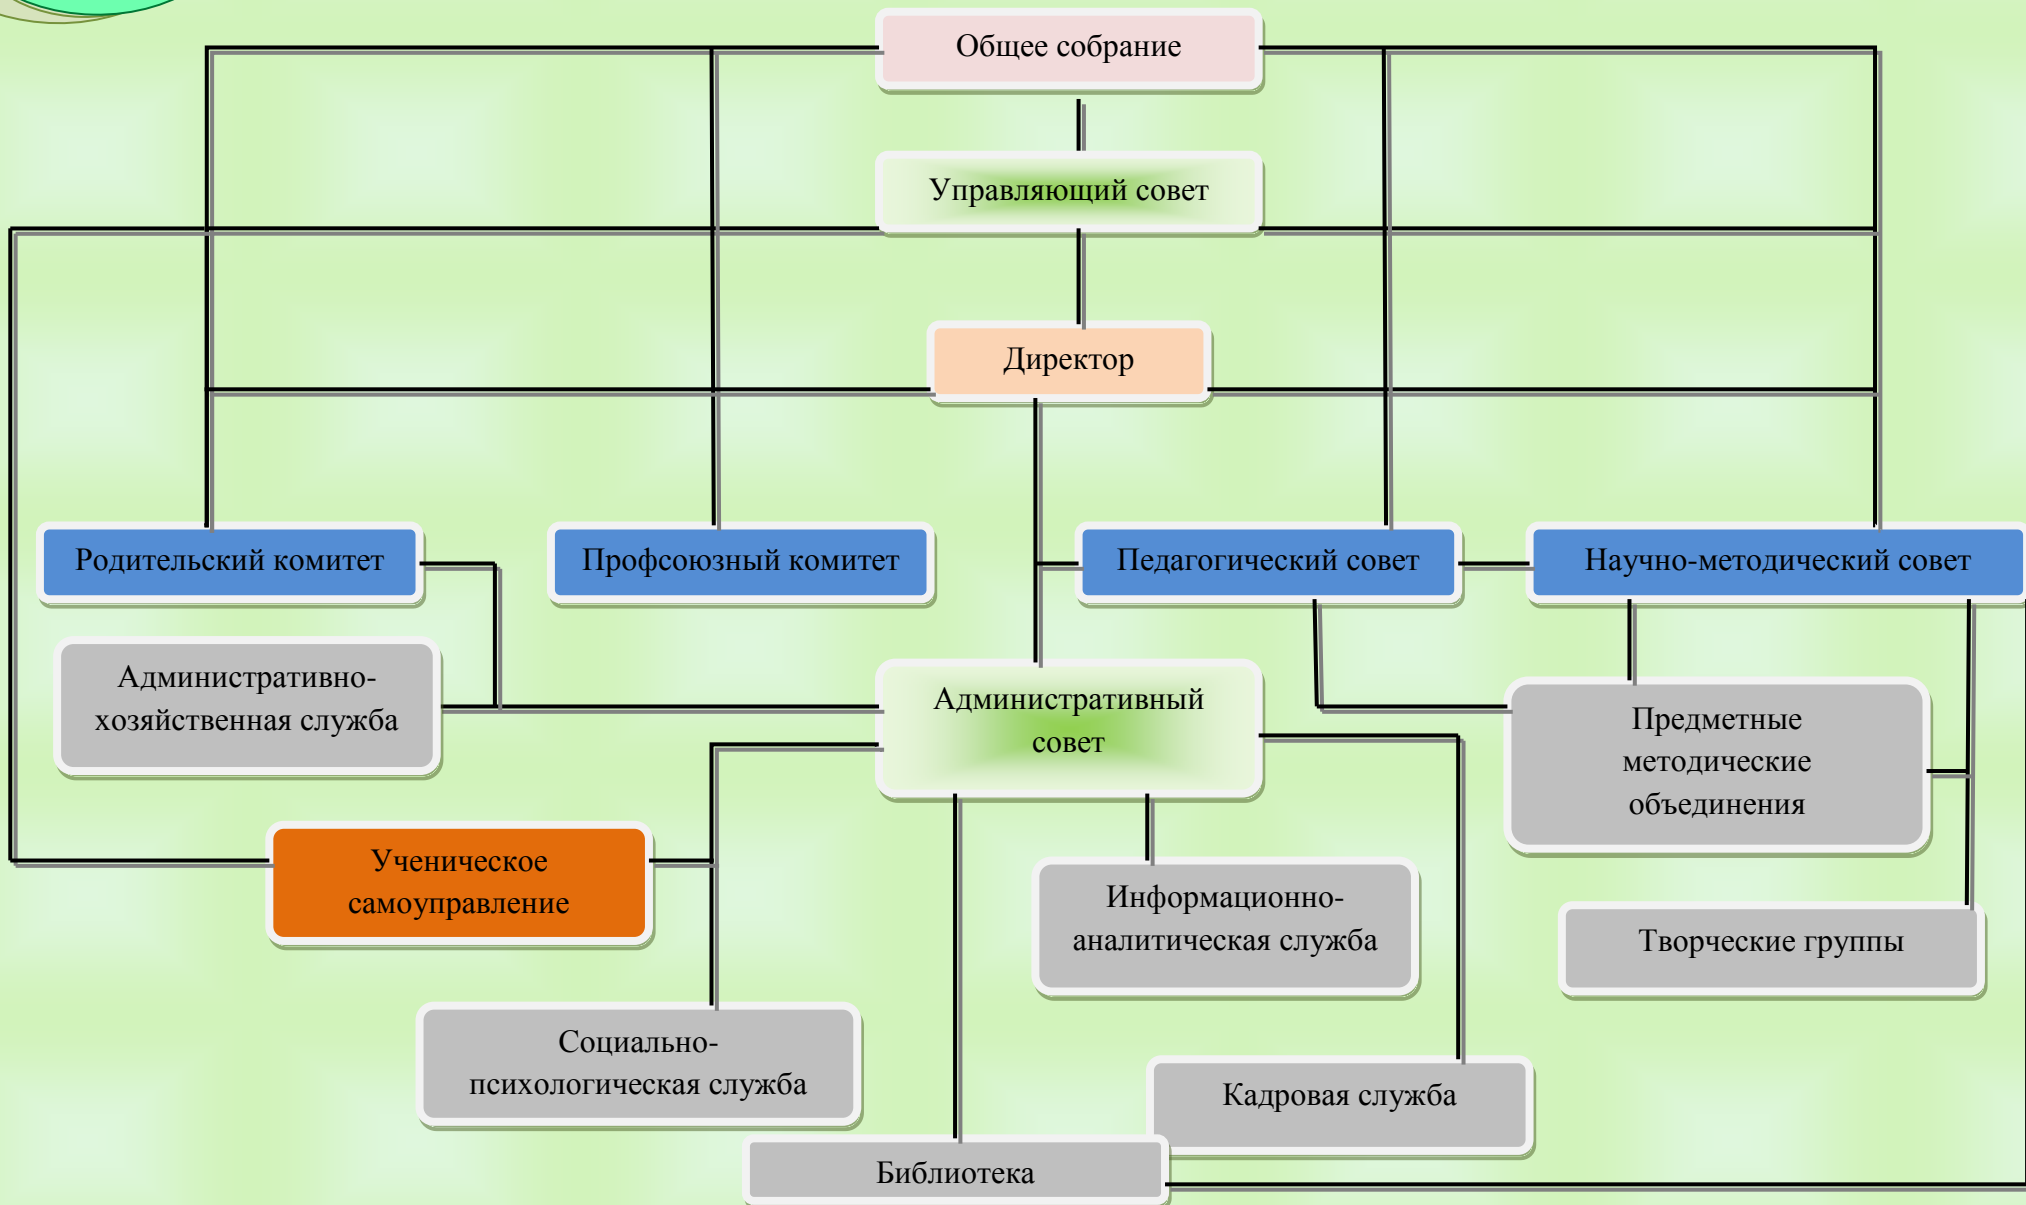 Общее собрание
Управляющий совет
Директор
Родительский комитет
Профсоюзный комитет
Педагогический совет
Научно-методический совет
Административно-
хозяйственная служба
Административный
совет
Предметные
методические
объединения
Ученическое
самоуправление
Информационно-
аналитическая служба
Творческие группы
Социально-
психологическая служба
Кадровая служба
Библиотека